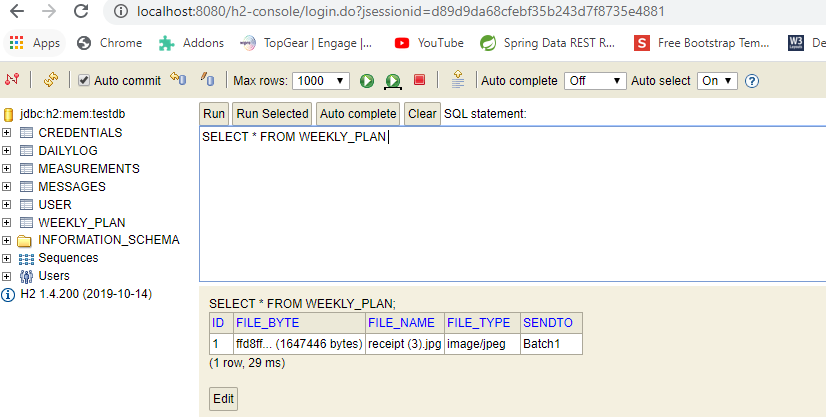 localhost:8080/h2-console/login.do?jsessionid=d89d9da68cfebf35b243d7f8735e4881
Apps Chrome Addons TopGear | Engage |... YouTube Spring Data REST R... Free Bootstrap Tem... De
Auto commit Max rows: 1000 Auto complete Off Auto select On
jdbc:h2:mem:testdb
CREDENTIALS
DAILYLOG
MEASUREMENTS
MESSAGES
USER
WEEKLY_PLAN
INFORMATION_SCHEMA
Sequences
Users
H2 1.4.200 (2019-10-14)
Run Run Selected Auto complete Clear SQL statement:
SELECT * FROM WEEKLY_PLAN
SELECT * FROM WEEKLY_PLAN;
ID FILE_BYTE FILE_NAME FILE_TYPE SENDTO
1 ffd8ff... (1647446 bytes) receipt (3).jpg image/jpeg Batch1
(1 row, 29 ms)
Edit